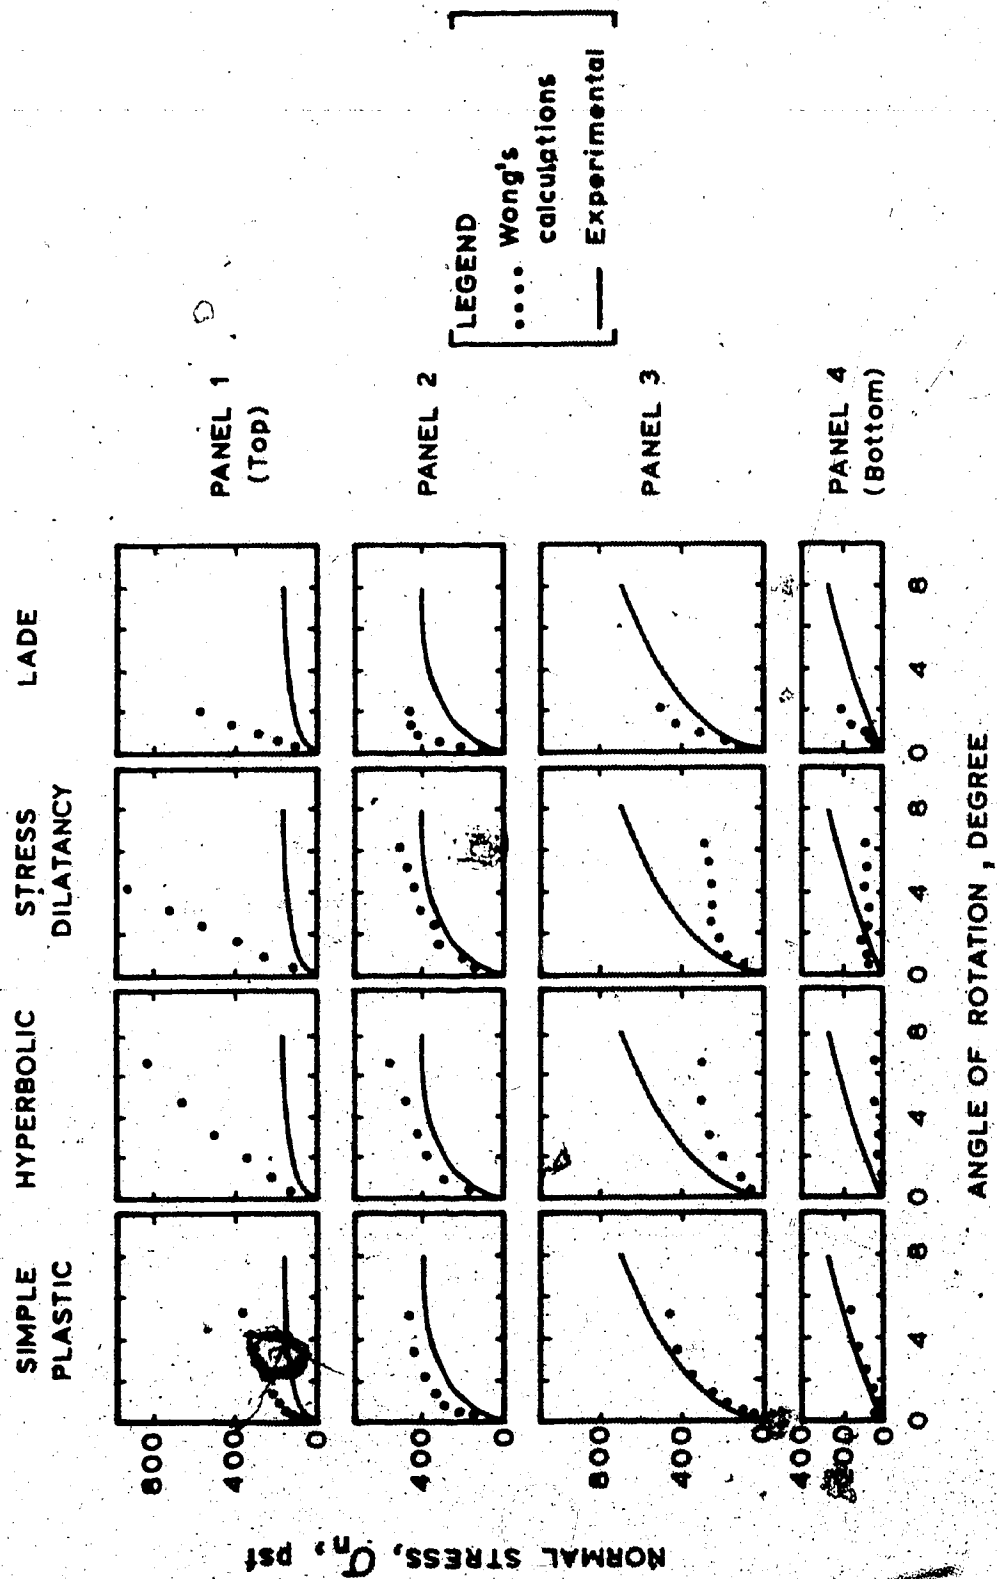 SIMPLE
PLASTIC
HYPERBOLIC
STRESS
DILATANCY
LADE
800
400
0
PANEL 1
(Top)
400
0
PANEL 2
800
400
0
PANEL 3
400
200
0
PANEL 4
(Bottom)
0 4 8 0 4 8 0 4 8 0 4 8
NORMAL STRESS, σn, psf
ANGLE OF ROTATION, DEGREE
LEGEND
Wong's
calculations
Experimental